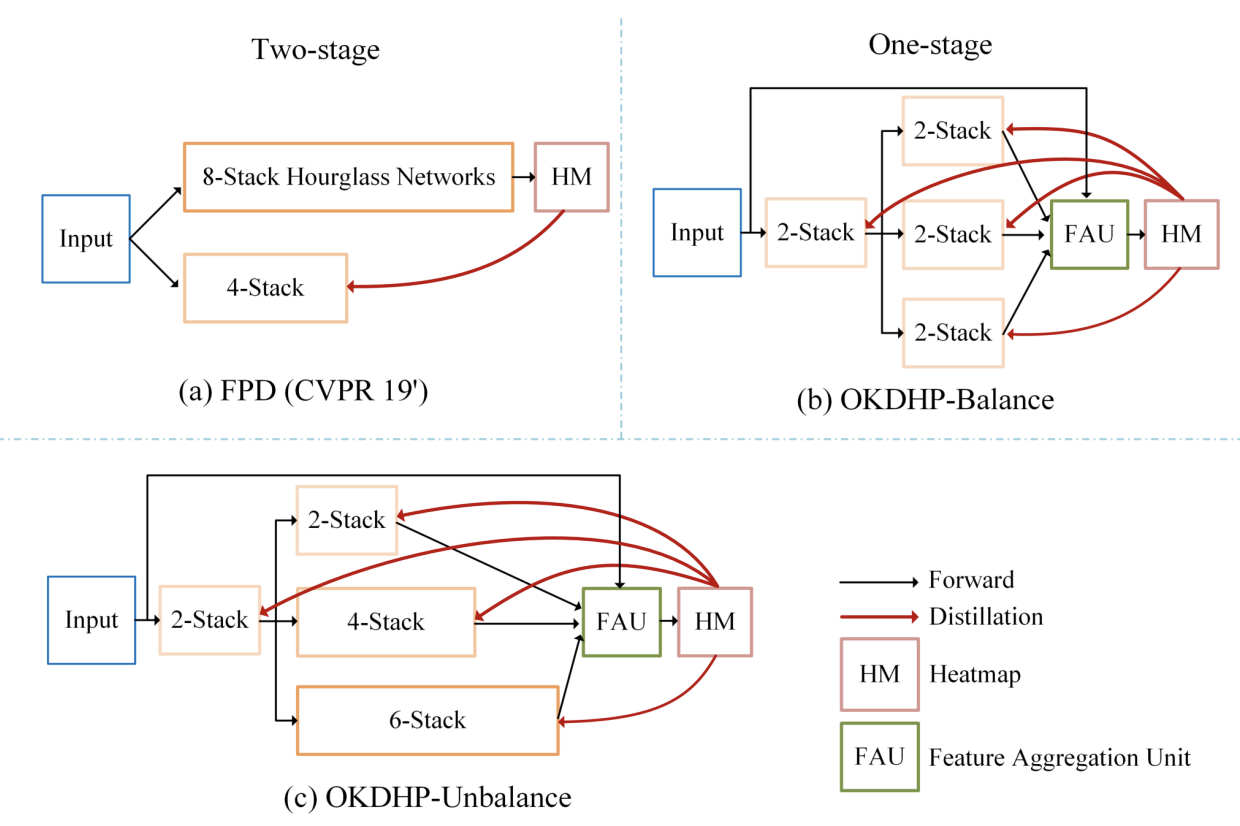 Two-stage
Input
8-Stack Hourglass Networks
HM
4-Stack
(a) FPD (CVPR 19')
One-stage
Input
2-Stack
2-Stack
2-Stack
2-Stack
FAU
HM
(b) OKDHP-Balance
Input
2-Stack
2-Stack
4-Stack
6-Stack
FAU
HM
(c) OKDHP-Unbalance
Forward
Distillation
HM Heatmap
FAU Feature Aggregation Unit